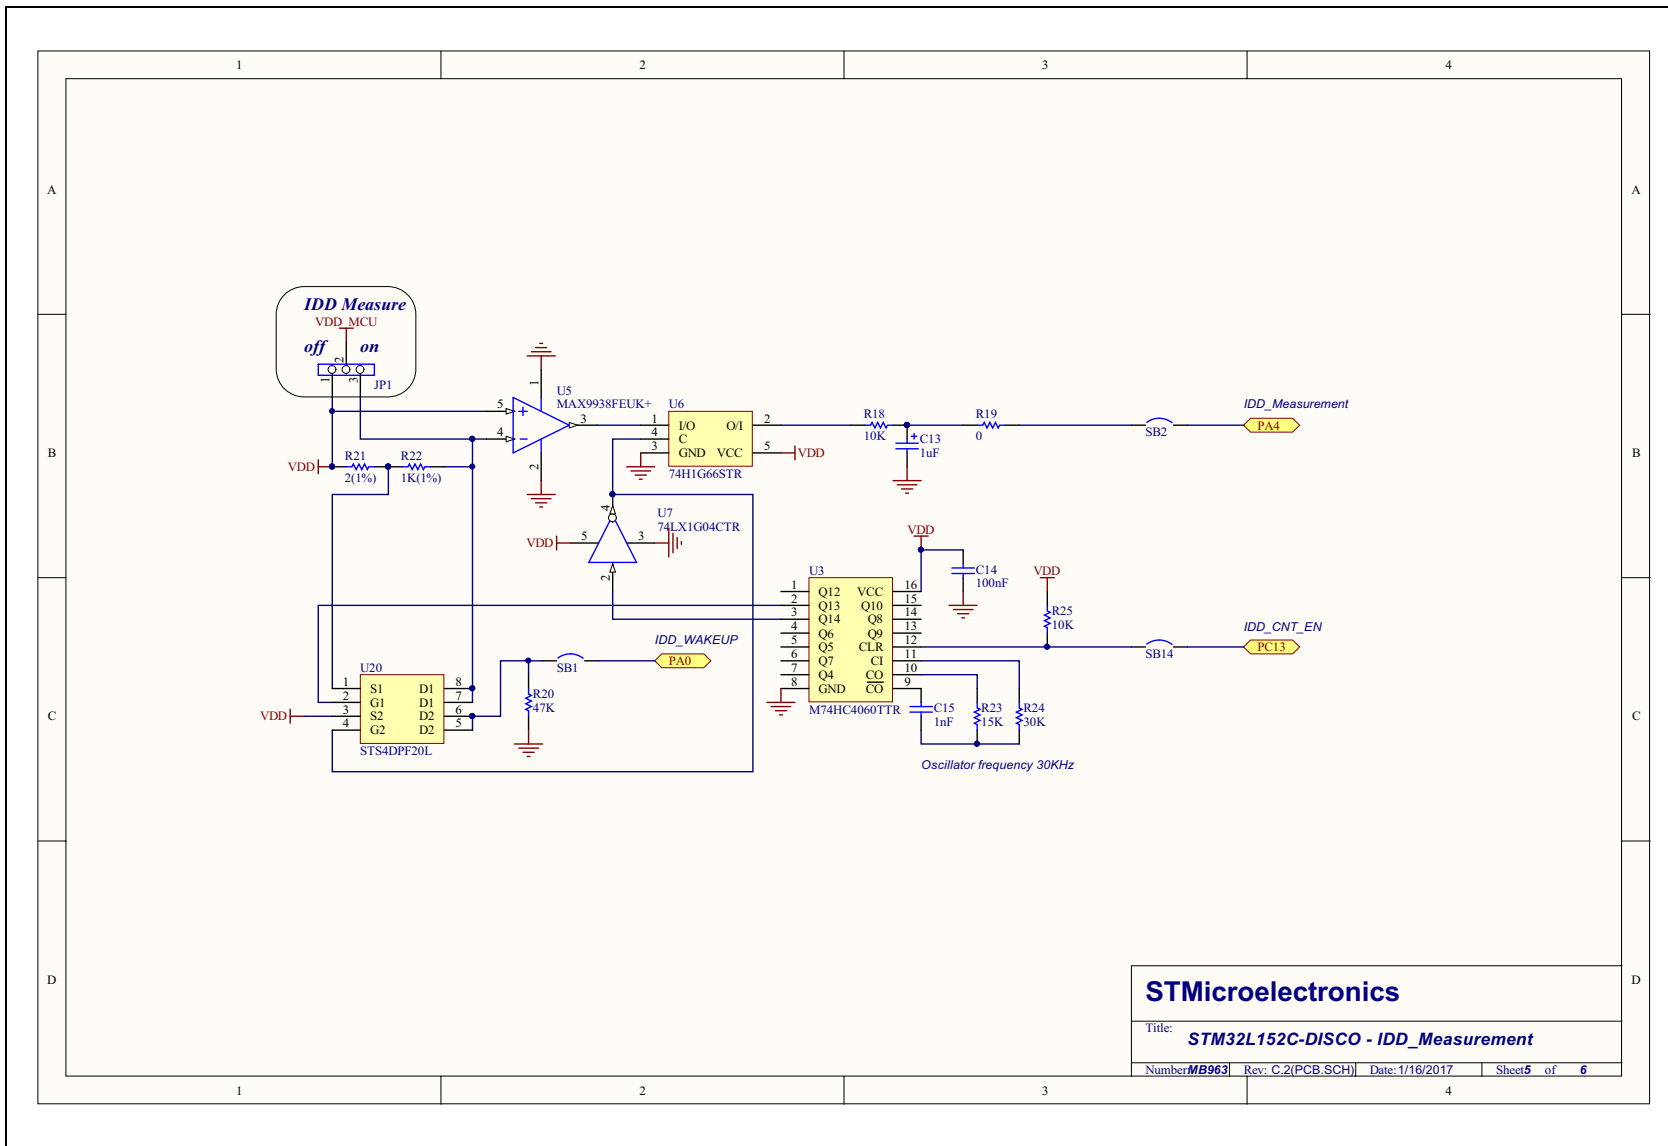 1 2 3 4
A A
IDD Measure
VDD_MCU
off on
2
1 3
JP1
1
U5
MAX9938FEUK+
5 +
4 −
3
2
U6
1 I/O O/I 2
4 C
3 GND VCC 5
VDD
74H1G66STR
R18
10K
C13
+
1uF
R19
0
SB2
IDD_Measurement
PA4
B B
VDD
R21
2(1%)
R22
1K(1%)
4
U7
74LX1G04CTR
VDD
5 3
2
VDD
C14
100nF
U3
1 Q12 VCC 16
2 Q13 Q10 15
3 Q14 Q8 14
4 Q6 Q9 13
5 Q5 CLR 12
6 Q7 CI 11
7 Q4 CO 10
8 GND CO 9
M74HC4060TTR
VDD
R25
10K
IDD_CNT_EN
SB14
PC13
IDD_WAKEUP
SB1
PA0
U20
1 S1 D1 8
2 G1 D1 7
VDD
3 S2 D2 6
4 G2 D2 5
STS4DPF20L
R20
47K
C15
1nF
R23
15K
R24
30K
Oscillator frequency 30KHz
C C
D D
STMicroelectronics
Title:
STM32L152C-DISCO - IDD_Measurement
Number:MB963 Rev: C.2(PCB.SCH) Date:1/16/2017 Sheet5 of 6
1 2 3 4